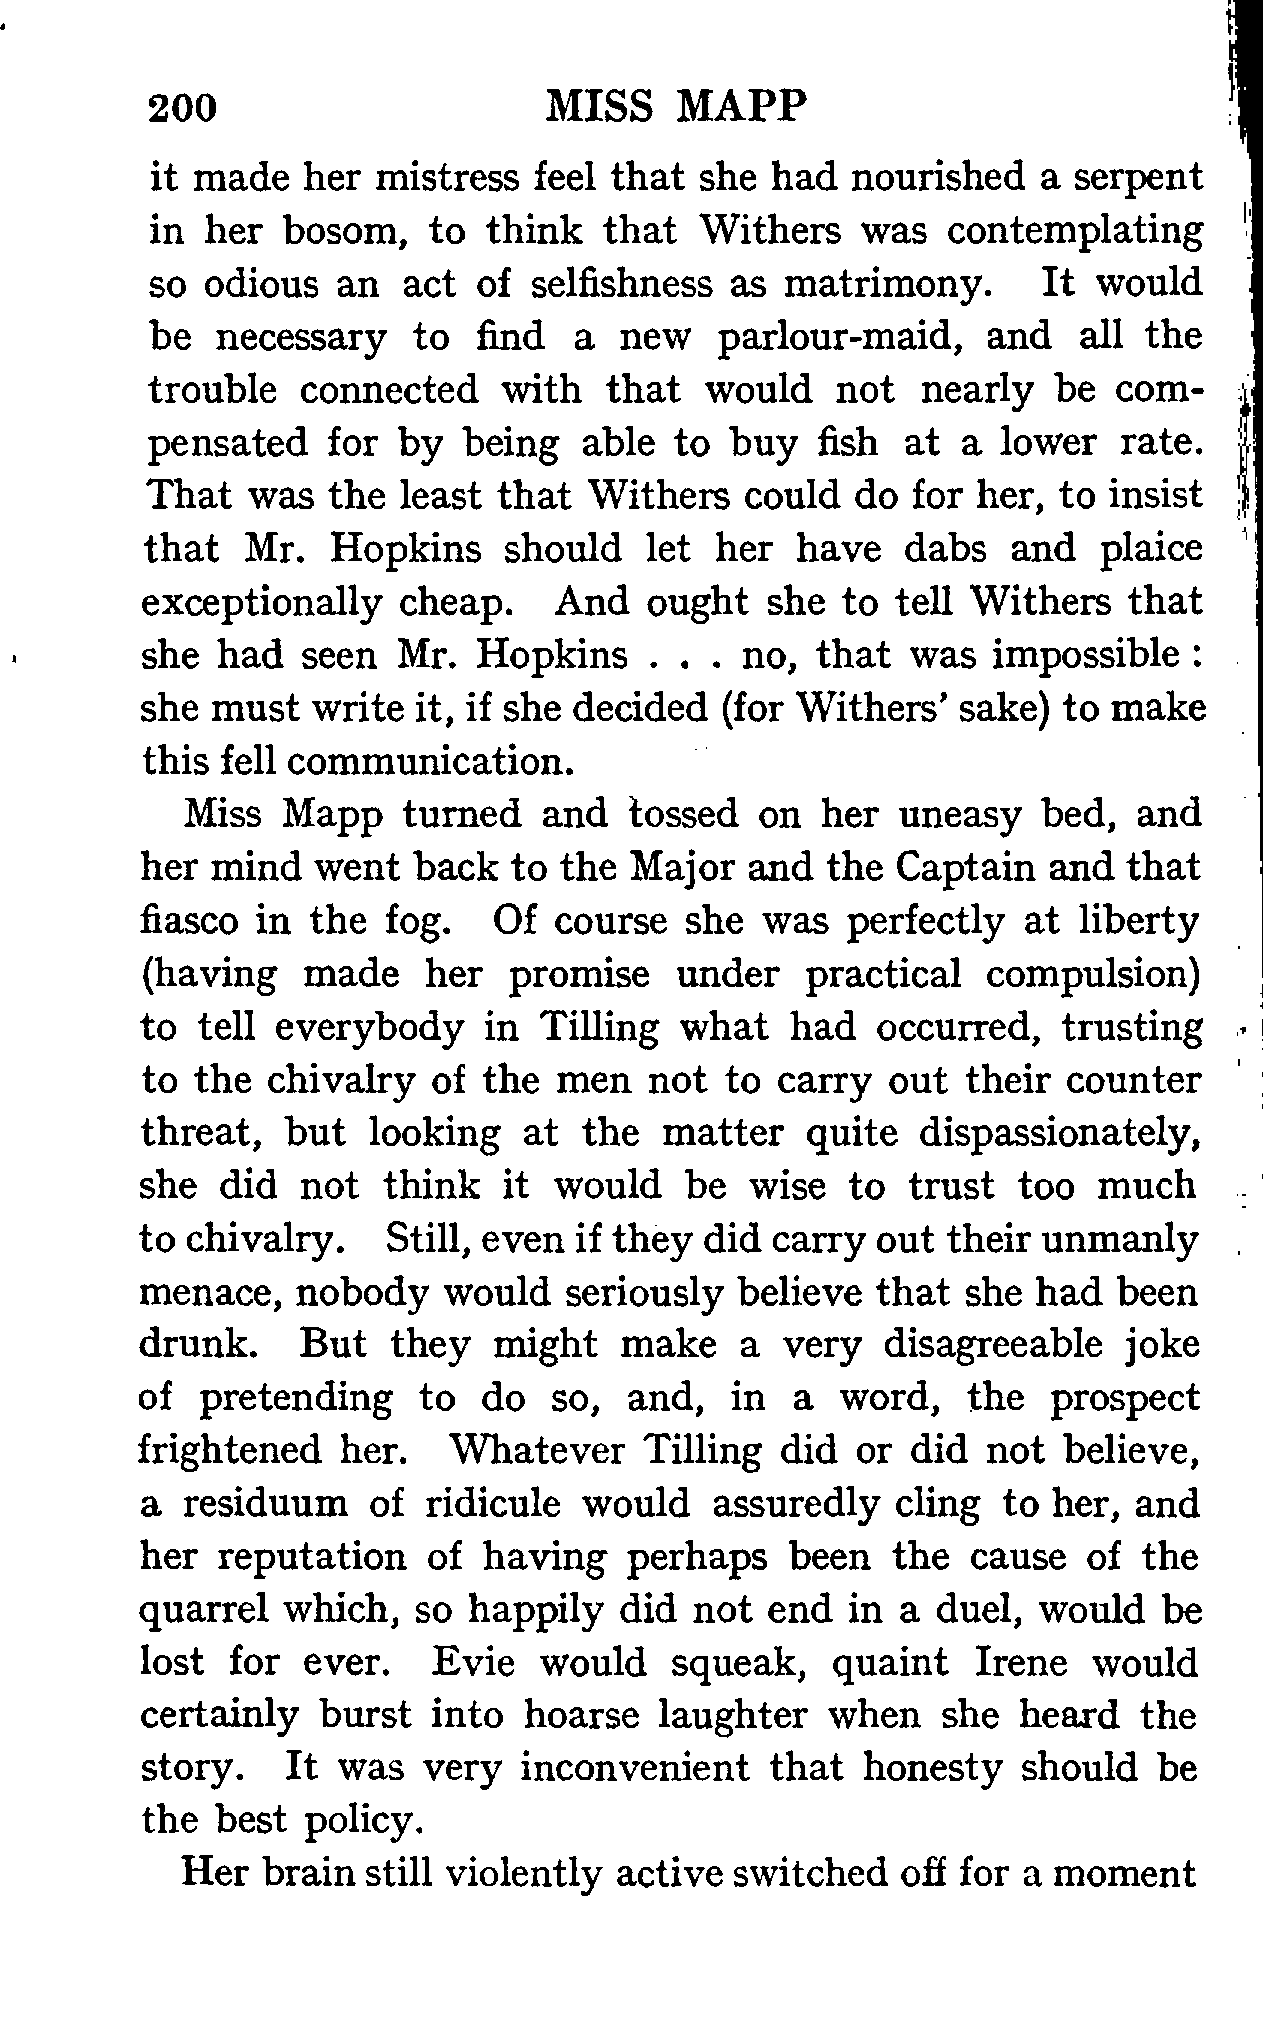 200 MISS MAPP
it made her mistress feel that she had nourished a serpent
in her bosom, to think that Withers was contemplating
so odious an act of selfishness as matrimony. It would
be necessary to find a new parlour-maid, and all the
trouble connected with that would not nearly be com-
pensated for by being able to buy fish at a lower rate.
That was the least that Withers could do for her, to insist
that Mr. Hopkins should let her have dabs and plaice
exceptionally cheap. And ought she to tell Withers that
she had seen Mr. Hopkins . . . no, that was impossible :
she must write it, if she decided (for Withers' sake) to make
this fell communication.
Miss Mapp turned and tossed on her uneasy bed, and
her mind went back to the Major and the Captain and that
fiasco in the fog. Of course she was perfectly at liberty
(having made her promise under practical compulsion)
to tell everybody in Tilling what had occurred, trusting
to the chivalry of the men not to carry out their counter
threat, but looking at the matter quite dispassionately,
she did not think it would be wise to trust too much
to chivalry. Still, even if they did carry out their unmanly
menace, nobody would seriously believe that she had been
drunk. But they might make a very disagreeable joke
of pretending to do so, and, in a word, the prospect
frightened her. Whatever Tilling did or did not believe,
a residuum of ridicule would assuredly cling to her, and
her reputation of having perhaps been the cause of the
quarrel which, so happily did not end in a duel, would be
lost for ever. Evie would squeak, quaint Irene would
certainly burst into hoarse laughter when she heard the
story. It was very inconvenient that honesty should be
the best policy.
Her brain still violently active switched off for a moment